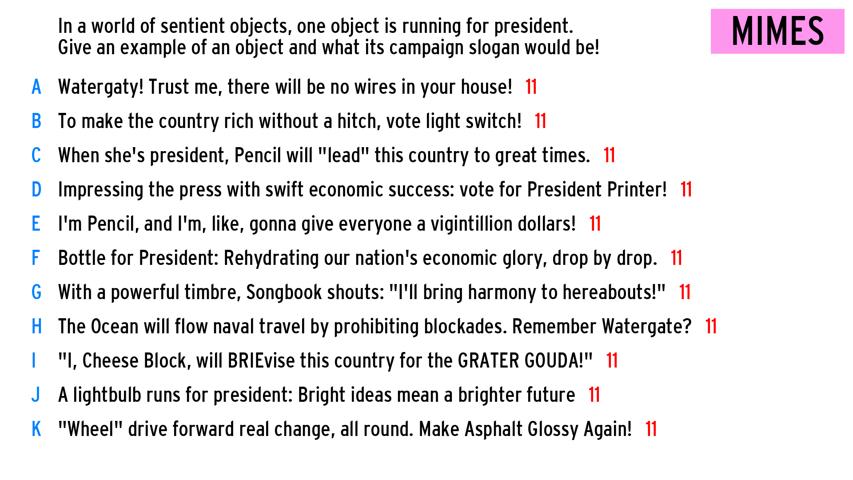 In a world of sentient objects, one object is running for president.
Give an example of an object and what its campaign slogan would be!
MIMES
A Watergaty! Trust me, there will be no wires in your house! 11
B To make the country rich without a hitch, vote light switch! 11
C When she's president, Pencil will "lead" this country to great times. 11
D Impressing the press with swift economic success: vote for President Printer! 11
E I'm Pencil, and I'm, like, gonna give everyone a vigintillion dollars! 11
F Bottle for President: Rehydrating our nation's economic glory, drop by drop. 11
G With a powerful timbre, Songbook shouts: "I'll bring harmony to hereabouts!" 11
H The Ocean will flow naval travel by prohibiting blockades. Remember Watergate? 11
I "I, Cheese Block, will BRIEvise this country for the GRATER GOUDA!" 11
J A lightbulb runs for president: Bright ideas mean a brighter future 11
K "Wheel" drive forward real change, all round. Make Asphalt Glossy Again! 11